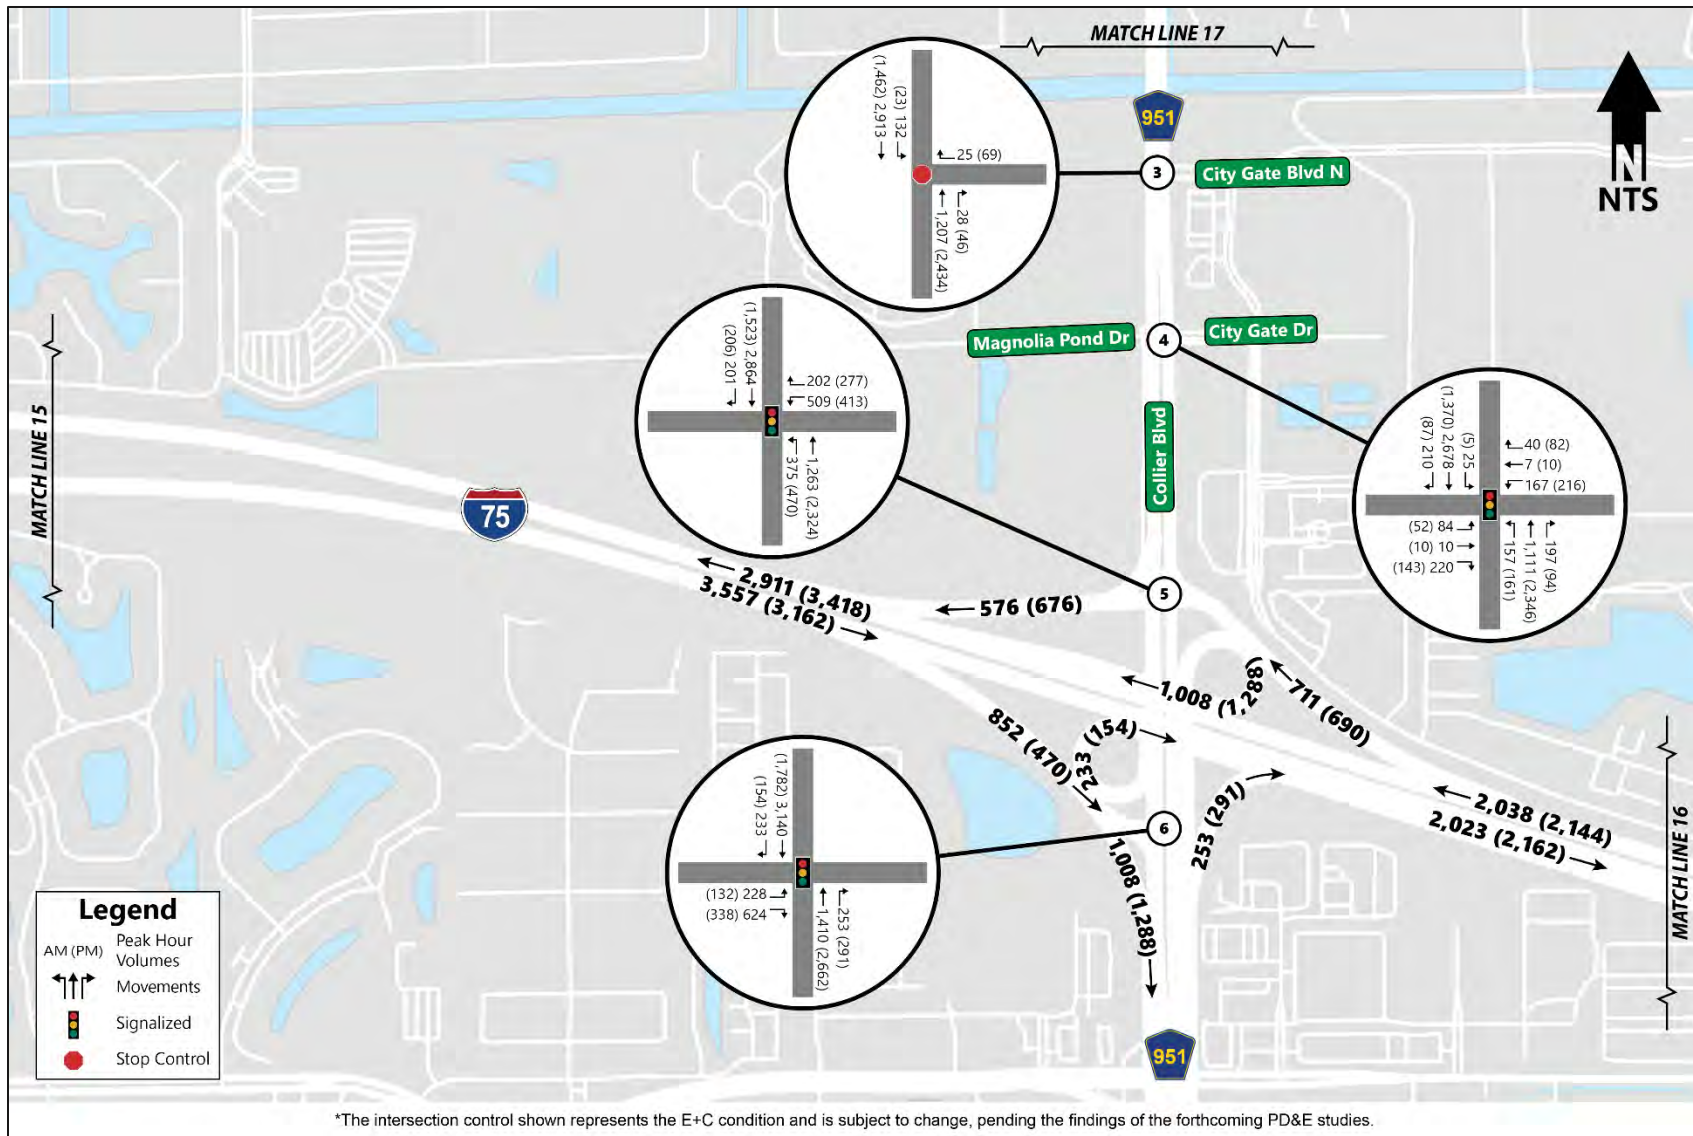 MATCH LINE 17
951
N
NTS
3
City Gate Blvd N
(1,462) 2,913
(23) 132
25 (69)
28 (46)
1,207 (2,434)
Magnolia Pond Dr
4
City Gate Dr
(1,523) 2,864
(206) 201
202 (277)
509 (413)
375 (470)
1,263 (2,324)
MATCH LINE 15
Collier Blvd
(1,370) 2,678
(87) 210
(5) 25
40 (82)
7 (10)
167 (216)
(52) 84
(10) 10
(143) 220
157 (161)
1,111 (2,346)
197 (94)
75
5
2,911 (3,418)
3,557 (3,162)
576 (676)
1,008 (1,288)
711 (690)
852 (470)
233 (154)
253 (291)
2,038 (2,144)
2,023 (2,162)
MATCH LINE 16
6
1,008 (1,288)
(1,782) 3,140
(154) 233
(132) 228
(338) 624
1,410 (2,662)
253 (291)
951
Legend
AM (PM) Peak Hour
Volumes
Movements
Signalized
Stop Control
*The intersection control shown represents the E+C condition and is subject to change, pending the findings of the forthcoming PD&E studies.